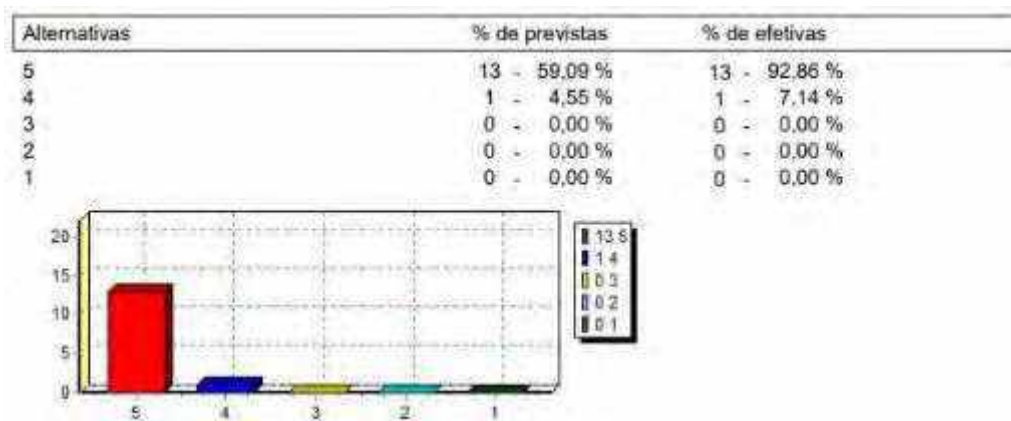 Alternativas % de previstas % de efetivas
5 13 - 59,09 % 13 - 92,86 %
4 1 - 4,55 % 1 - 7,14 %
3 0 - 0,00 % 0 - 0,00 %
2 0 - 0,00 % 0 - 0,00 %
1 0 - 0,00 % 0 - 0,00 %
20
15
10
5
0
5 4 3 2 1
13 5
1 4
0 3
0 2
0 1